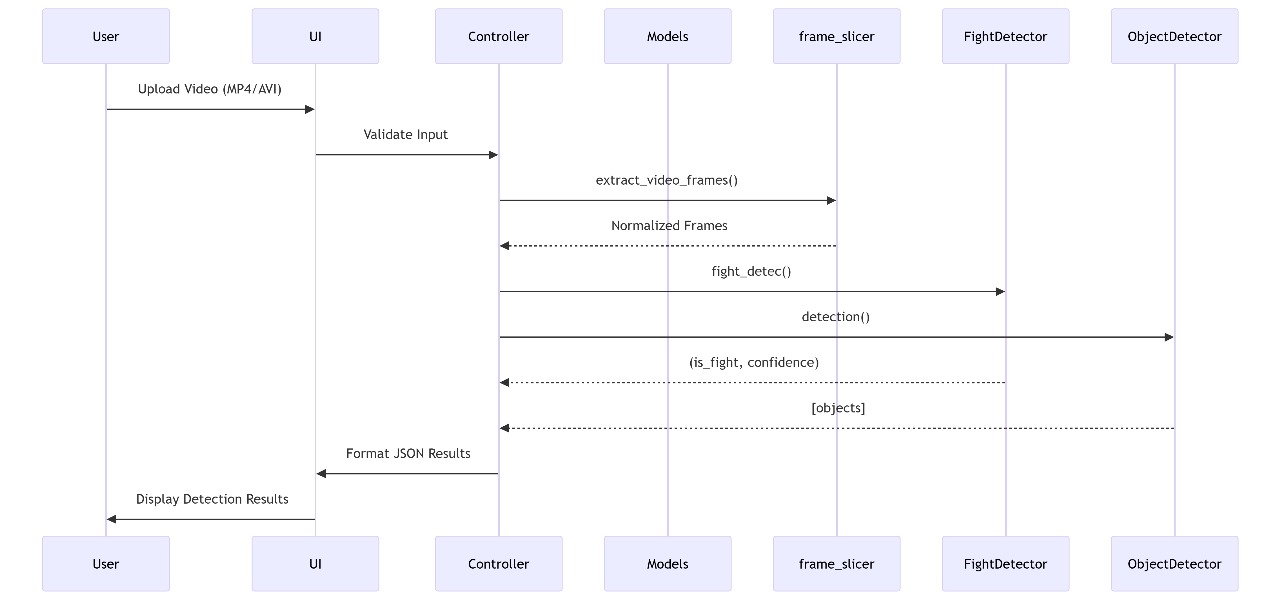 User UI Controller Models frame_slicer FightDetector ObjectDetector
Upload Video (MP4/AVI)
Validate Input
extract_video_frames()
Normalized Frames
fight_detec()
detection()
(is_fight, confidence)
[objects]
Format JSON Results
Display Detection Results
User UI Controller Models frame_slicer FightDetector ObjectDetector